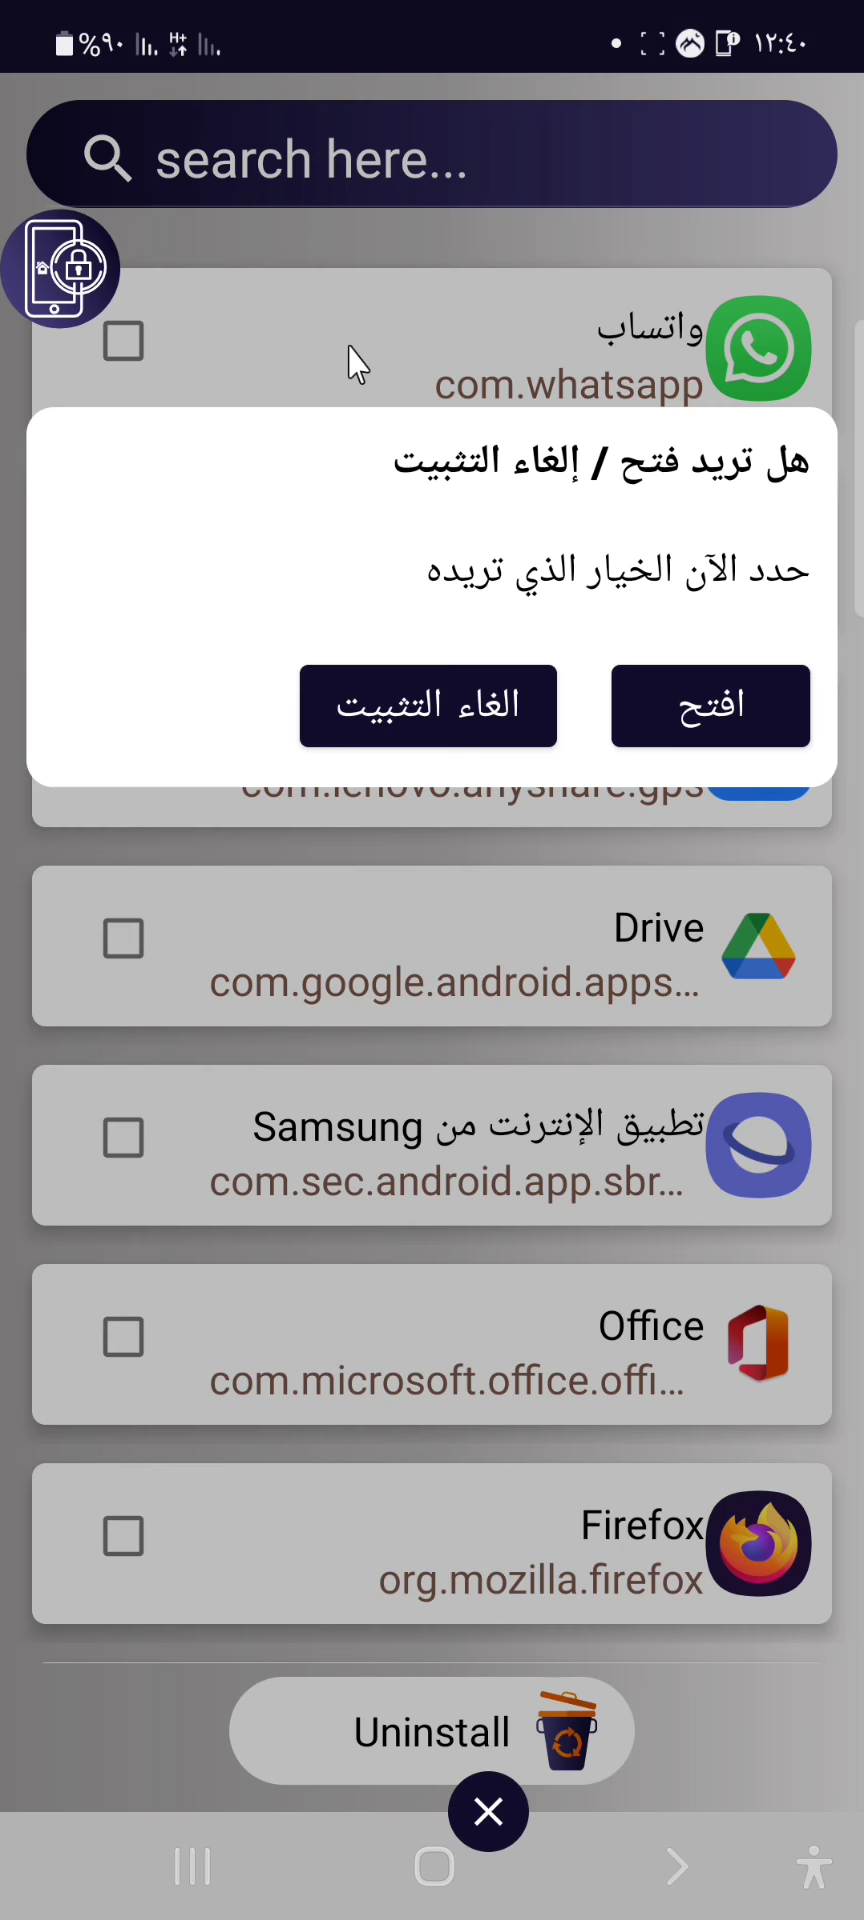 %٩٠
H+
١٢:٤٠
search here...
واتساب
com.whatsapp
هل تريد فتح / إلغاء التثبيت
حدد الآن الخيار الذي تريده
افتح
الغاء التثبيت
com.lenovo.anyshare.gps
Drive
com.google.android.apps...
تطبيق الإنترنت من Samsung
com.sec.android.app.sbr...
Office
com.microsoft.office.offi...
Firefox
org.mozilla.firefox
Uninstall